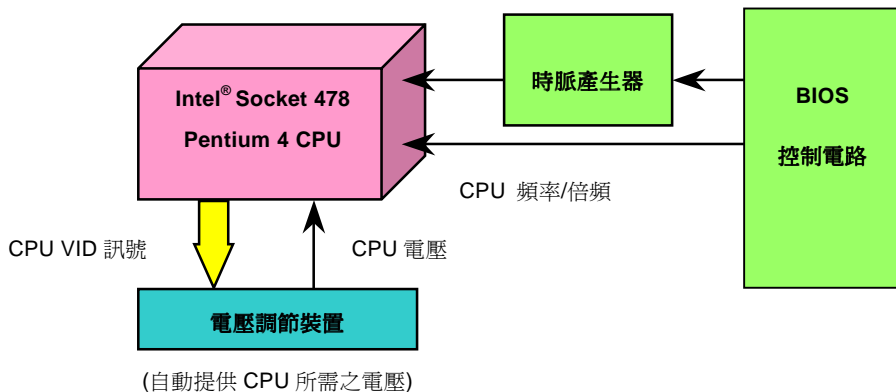 Intel® Socket 478
Pentium 4 CPU
時脈產生器
BIOS
控制電路
CPU 頻率/倍頻
CPU VID 訊號
CPU 電壓
電壓調節裝置
(自動提供 CPU 所需之電壓)